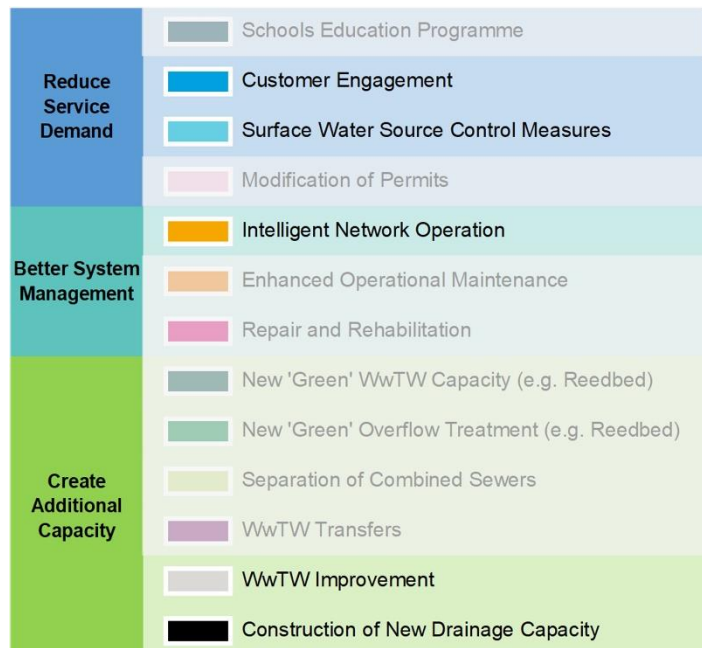 Reduce
Service
Demand
Schools Education Programme
Customer Engagement
Surface Water Source Control Measures
Modification of Permits
Better System
Management
Intelligent Network Operation
Enhanced Operational Maintenance
Repair and Rehabilitation
Create
Additional
Capacity
New 'Green' WwTW Capacity (e.g. Reedbed)
New 'Green' Overflow Treatment (e.g. Reedbed)
Separation of Combined Sewers
WwTW Transfers
WwTW Improvement
Construction of New Drainage Capacity